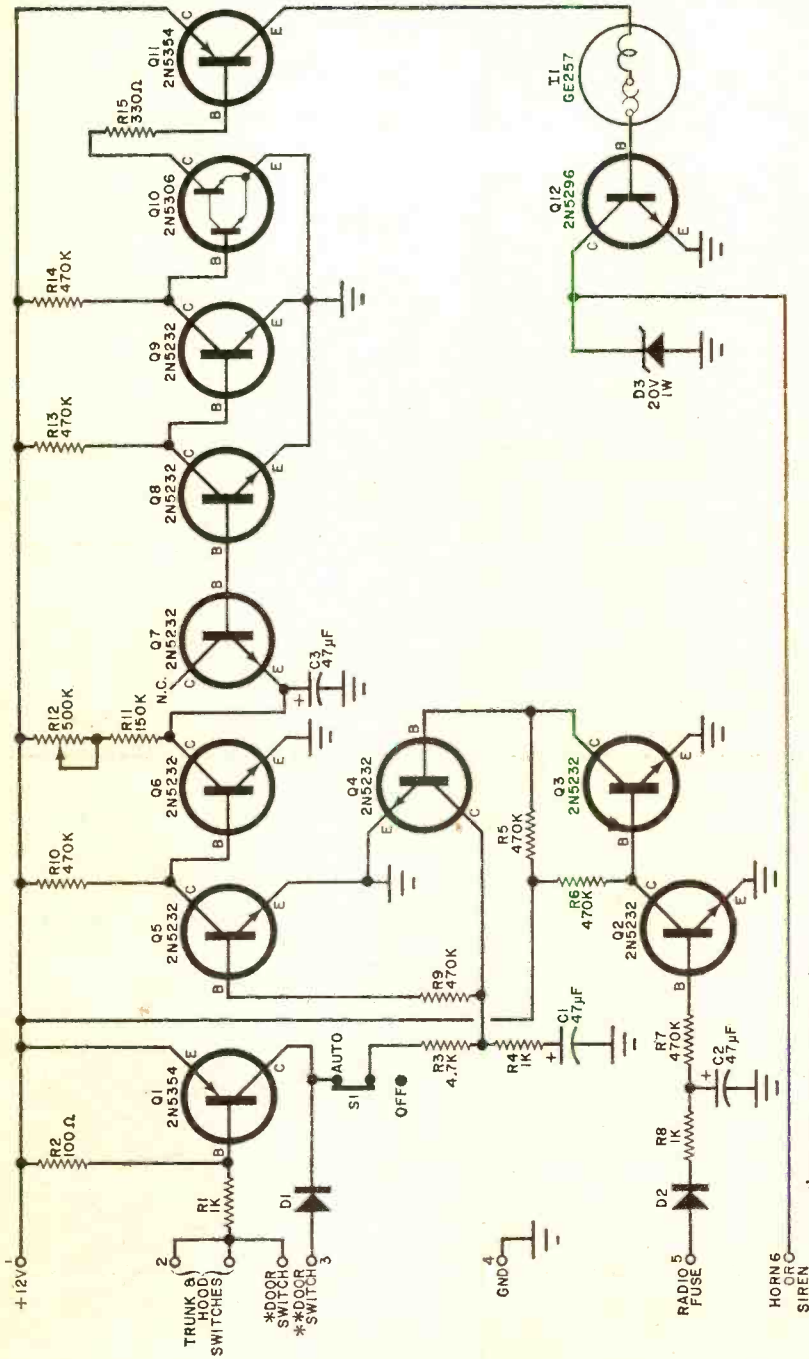 +12V 1
R2
100Ω
TRUNK &
HOOD
SWITCHES
2
R1
1K
*DOOR
SWITCH
**DOOR
SWITCH
3
D1
Q1
2N5354
B
E
C
AUTO
S1
OFF
R3
4.7K
R4
1K
+
C1
47µF
R9
470K
Q5
2N5232
B
C
E
R10
470K
Q6
2N5232
B
C
E
R12
500K
R11
150K
N.C.
Q7
2N5232
C
B
E
+
C3
47µF
Q8
2N5232
B
C
E
R13
470K
Q9
2N5232
B
C
E
R14
470K
Q10
2N5306
B
C
E
R15
330Ω
Q11
2N5354
B
C
E
I1
GE257
Q12
2N5296
B
C
E
D3
20V
1W
Q4
2N5232
E
B
C
R5
470K
R6
470K
Q3
2N5232
B
C
E
Q2
2N5232
B
C
E
R7
470K
+
C2
47µF
R8
1K
D2
GND 4
RADIO 5
FUSE
HORN 6
OR
SIREN